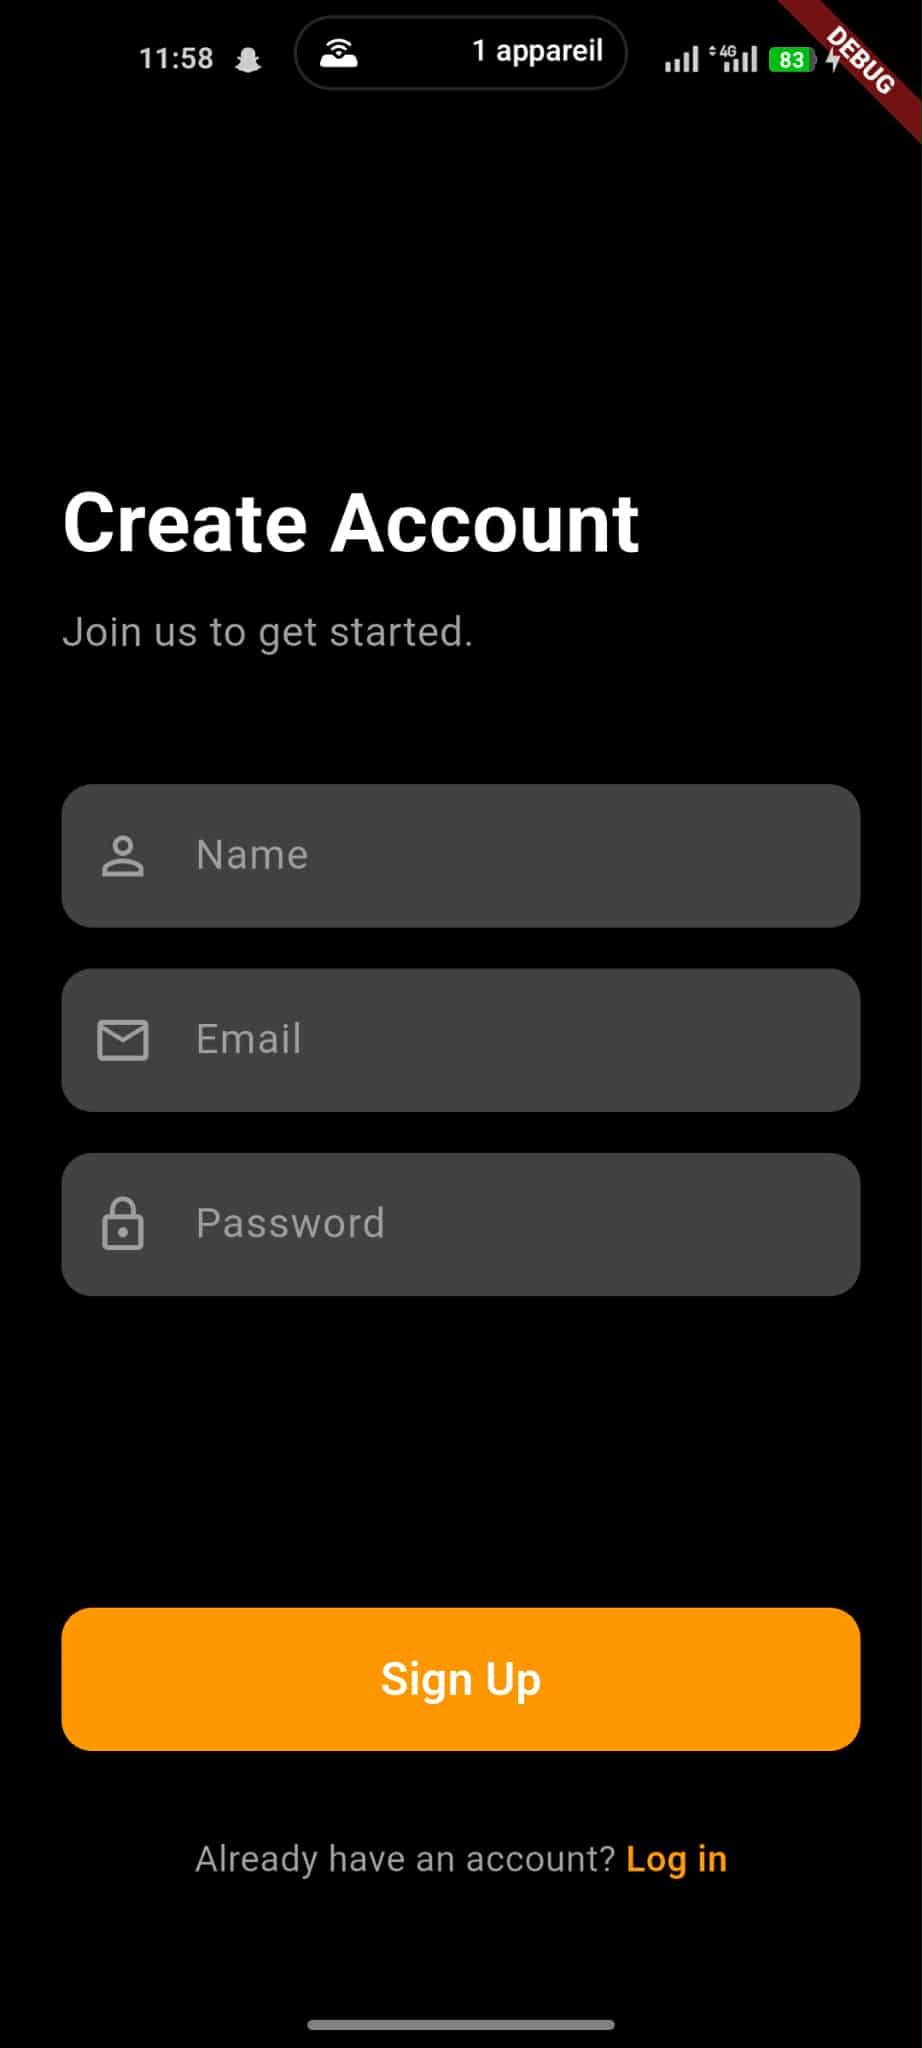 11:58
1 appareil
4G
83
DEBUG
Create Account
Join us to get started.
Name
Email
Password
Sign Up
Already have an account? Log in